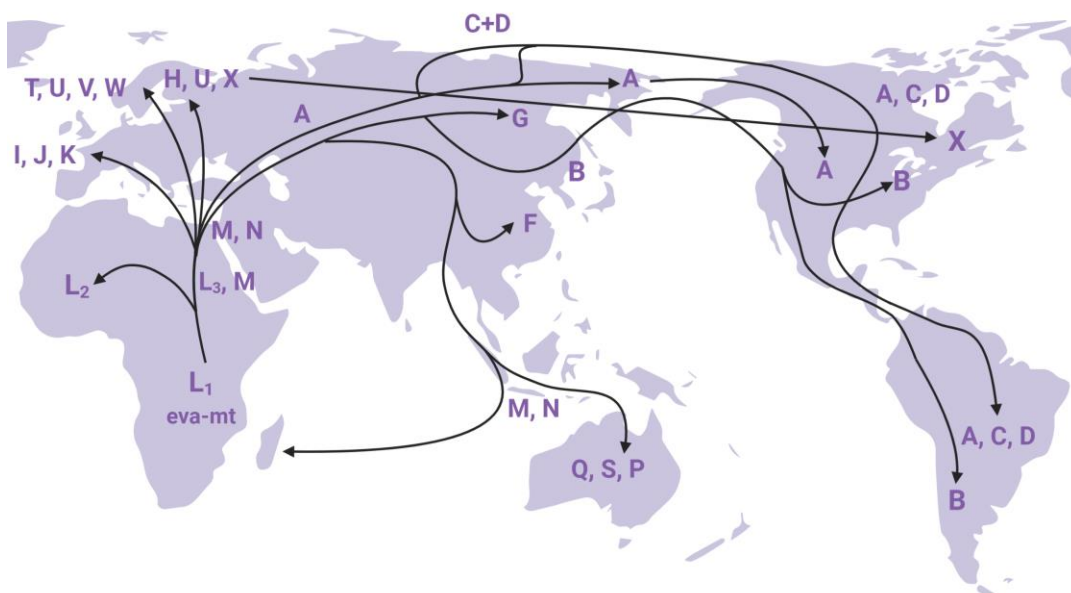 C+D
T, U, V, W
H, U, X
A
A, C, D
A
G
X
I, J, K
B
A
B
F
M, N
L₂
L₃, M
L₁
eva-mt
M, N
A, C, D
Q, S, P
B